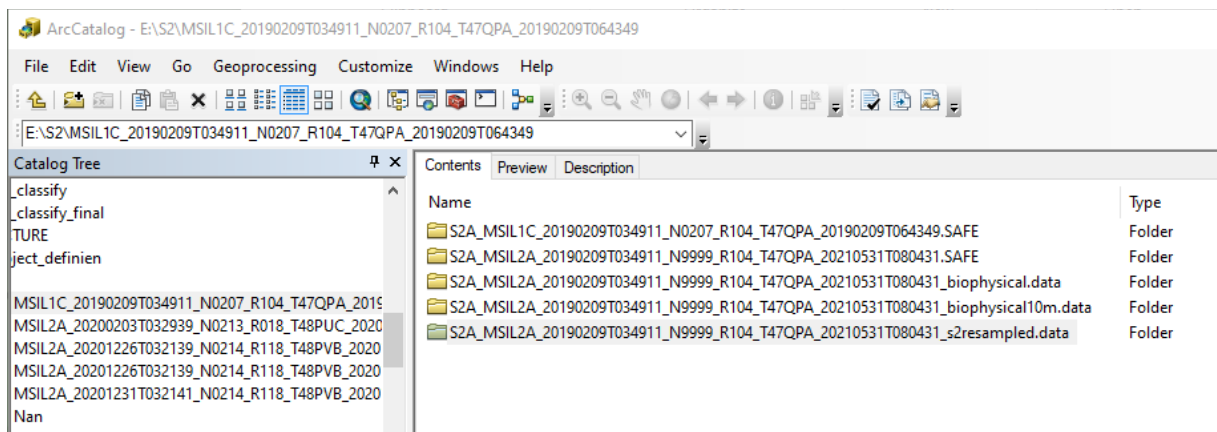 ArcCatalog - E:\S2\MSIL1C_20190209T034911_N0207_R104_T47QPA_20190209T064349
File Edit View Go Geoprocessing Customize Windows Help
E:\S2\MSIL1C_20190209T034911_N0207_R104_T47QPA_20190209T064349
Catalog Tree
_classify
_classify_final
TURE
ject_definien
MSIL1C_20190209T034911_N0207_R104_T47QPA_2019
MSIL2A_20200203T032939_N0213_R018_T48PUC_2020
MSIL2A_20201226T032139_N0214_R118_T48PVB_2020
MSIL2A_20201226T032139_N0214_R118_T48PVB_2020
MSIL2A_20201231T032141_N0214_R118_T48PVB_2020
Nan
Contents Preview Description
Name Type
S2A_MSIL1C_20190209T034911_N0207_R104_T47QPA_20190209T064349.SAFE Folder
S2A_MSIL2A_20190209T034911_N9999_R104_T47QPA_20210531T080431.SAFE Folder
S2A_MSIL2A_20190209T034911_N9999_R104_T47QPA_20210531T080431_biophysical.data Folder
S2A_MSIL2A_20190209T034911_N9999_R104_T47QPA_20210531T080431_biophysical10m.data Folder
S2A_MSIL2A_20190209T034911_N9999_R104_T47QPA_20210531T080431_s2resampled.data Folder